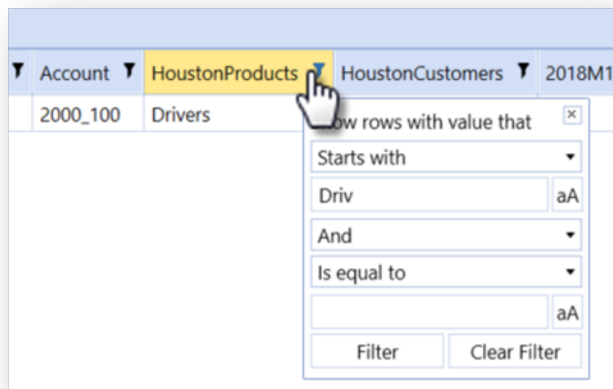 Account HoustonProducts HoustonCustomers 2018M1
2000_100 Drivers
rows with value that
Starts with
Driv aA
And
Is equal to
aA
Filter Clear Filter